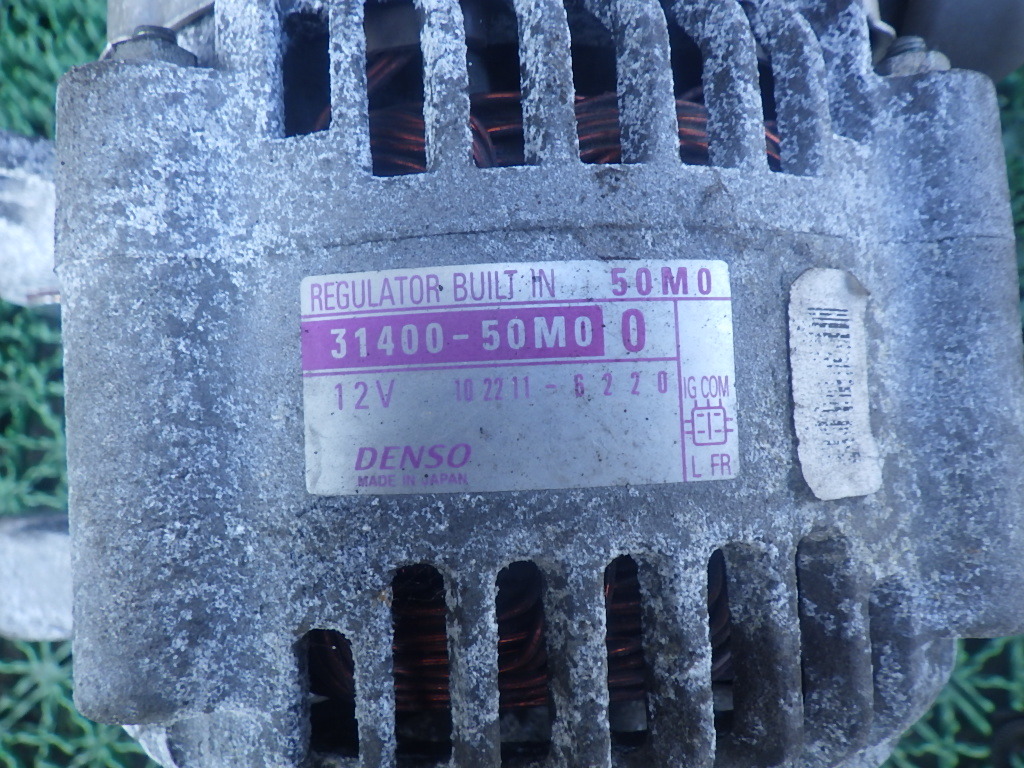 REGULATOR BUILT IN 50M0
31400-50M0 0
12V 102211-6220
DENSO
MADE IN JAPAN
IG COM
L FR